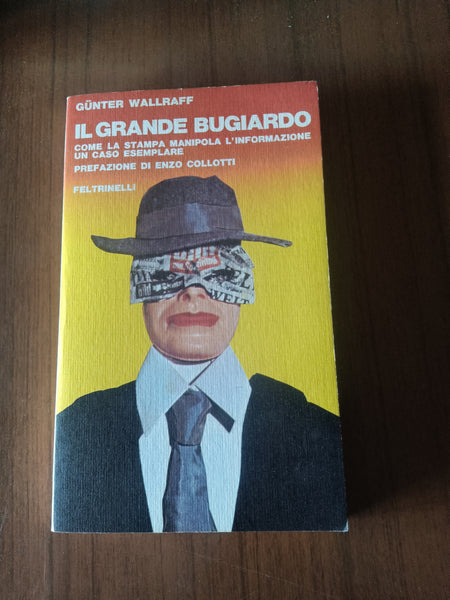 GÜNTER WALLRAFF
IL GRANDE BUGIARDO
COME LA STAMPA MANIPOLA L'INFORMAZIONE
UN CASO ESEMPLARE
PREFAZIONE DI ENZO COLLOTTI
FELTRINELLI